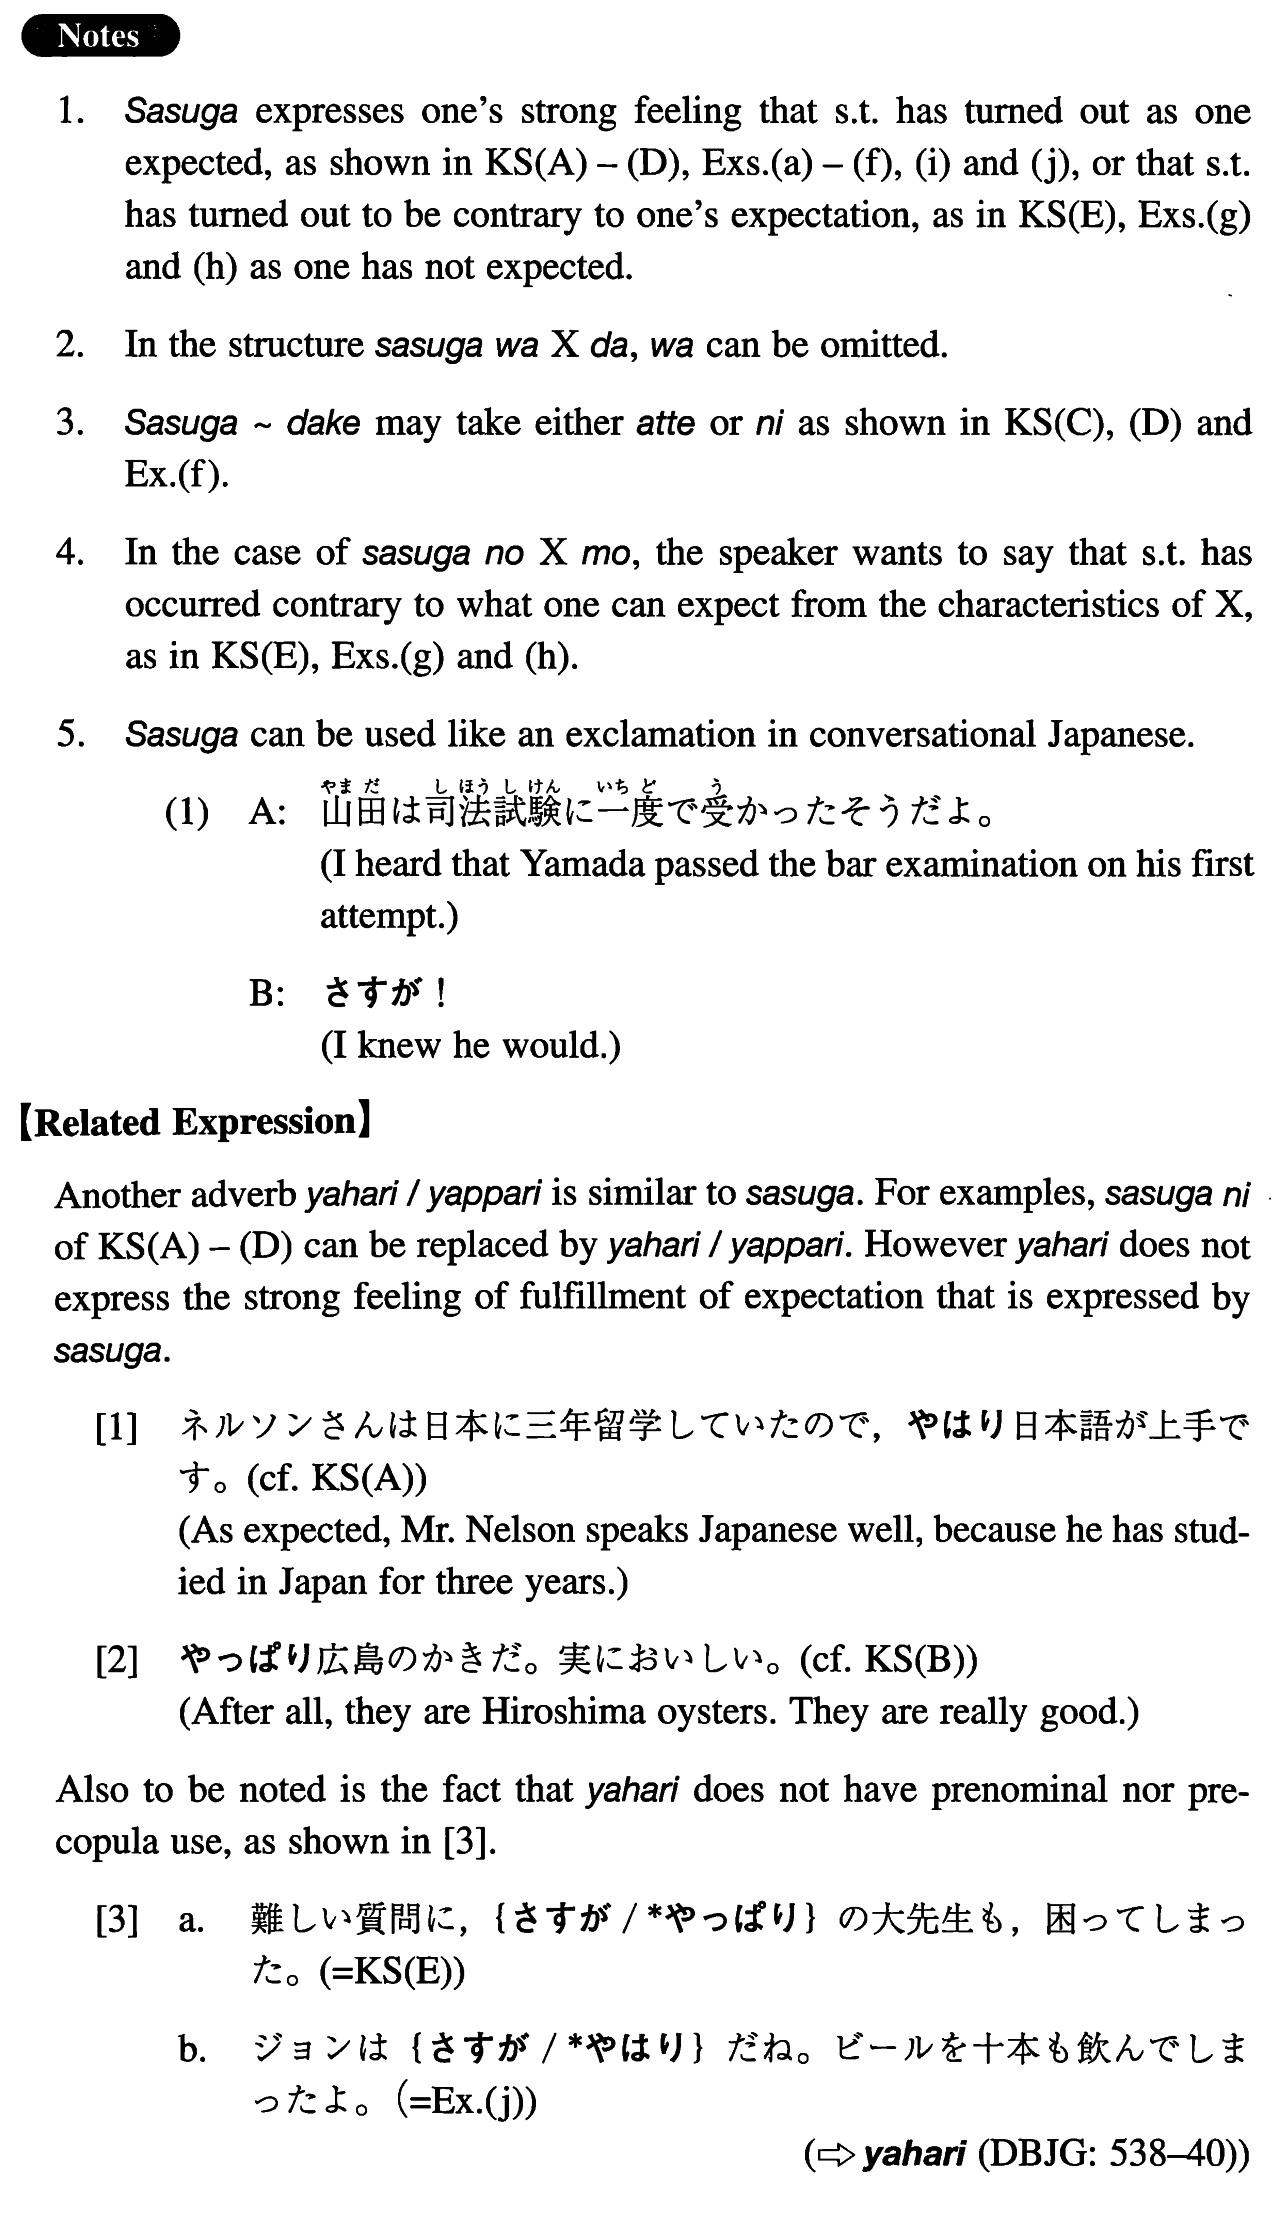 Notes
1. Sasuga expresses one's strong feeling that s.t. has turned out as one
expected, as shown in KS(A) – (D), Exs.(a) – (f), (i) and (j), or that s.t.
has turned out to be contrary to one's expectation, as in KS(E), Exs.(g)
and (h) as one has not expected.
2. In the structure sasuga wa X da, wa can be omitted.
3. Sasuga ~ dake may take either atte or ni as shown in KS(C), (D) and
Ex.(f).
4. In the case of sasuga no X mo, the speaker wants to say that s.t. has
occurred contrary to what one can expect from the characteristics of X,
as in KS(E), Exs.(g) and (h).
5. Sasuga can be used like an exclamation in conversational Japanese.
やま だ し ほう し けん いち ど う
(1) A: 山田は司法試験に一度で受かったそうだよ。
(I heard that Yamada passed the bar examination on his first
attempt.)
B: さすが！
(I knew he would.)
【Related Expression】
Another adverb yahari / yappari is similar to sasuga. For examples, sasuga ni
of KS(A) – (D) can be replaced by yahari / yappari. However yahari does not
express the strong feeling of fulfillment of expectation that is expressed by
sasuga.
[1] ネルソンさんは日本に三年留学していたので，やはり日本語が上手で
す。(cf. KS(A))
(As expected, Mr. Nelson speaks Japanese well, because he has stud-
ied in Japan for three years.)
[2] やっぱり広島のかきだ。実においしい。(cf. KS(B))
(After all, they are Hiroshima oysters. They are really good.)
Also to be noted is the fact that yahari does not have prenominal nor pre-
copula use, as shown in [3].
[3] a. 難しい質問に，{さすが / *やっぱり} の大先生も，困ってしまっ
た。(=KS(E))
b. ジョンは {さすが / *やはり} だね。ビールを十本も飲んでしま
ったよ。(=Ex.(j))
(⇨ yahari (DBJG: 538–40))